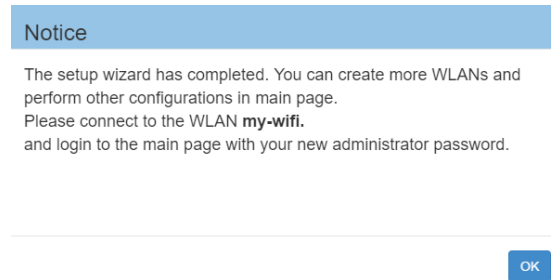 Notice
The setup wizard has completed. You can create more WLANs and
perform other configurations in main page.
Please connect to the WLAN my-wifi.
and login to the main page with your new administrator password.
OK